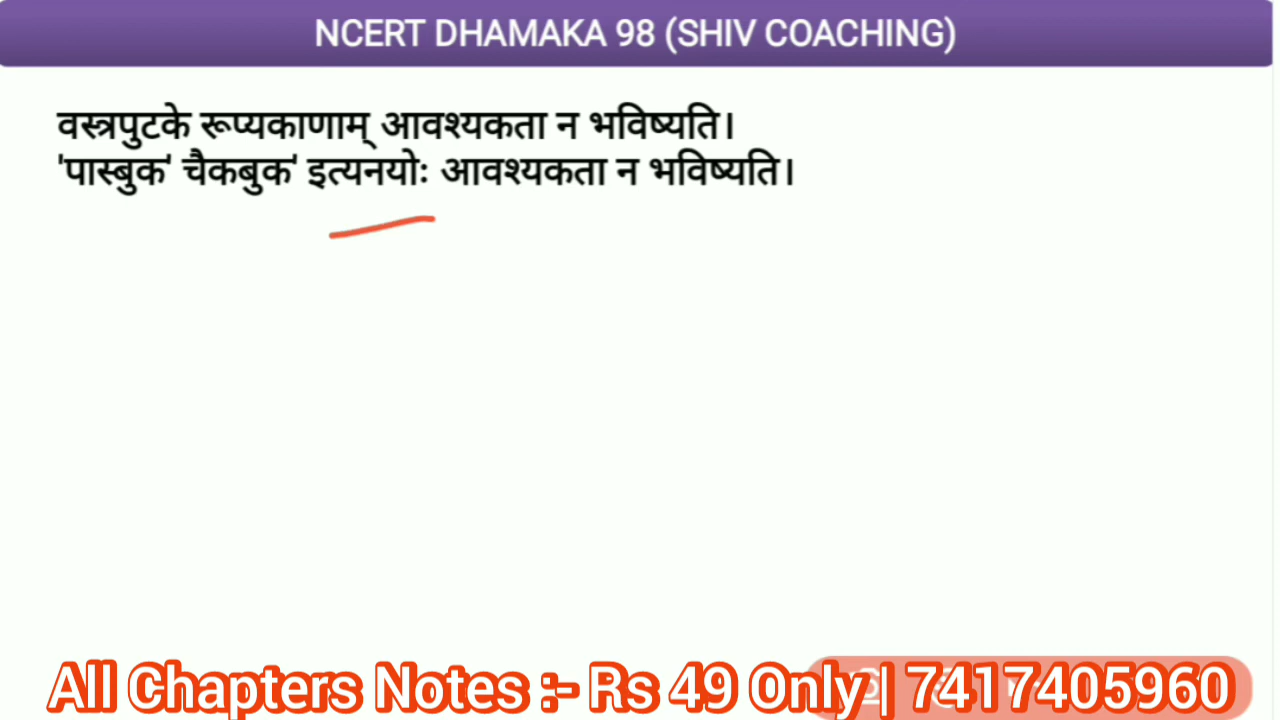 NCERT DHAMAKA 98 (SHIV COACHING)
वस्त्रपुटके रूप्यकाणाम् आवश्यकता न भविष्यति।
'पास्बुक' चैकबुक' इत्यनयोः आवश्यकता न भविष्यति।
All Chapters Notes :- Rs 49 Only | 7417405960